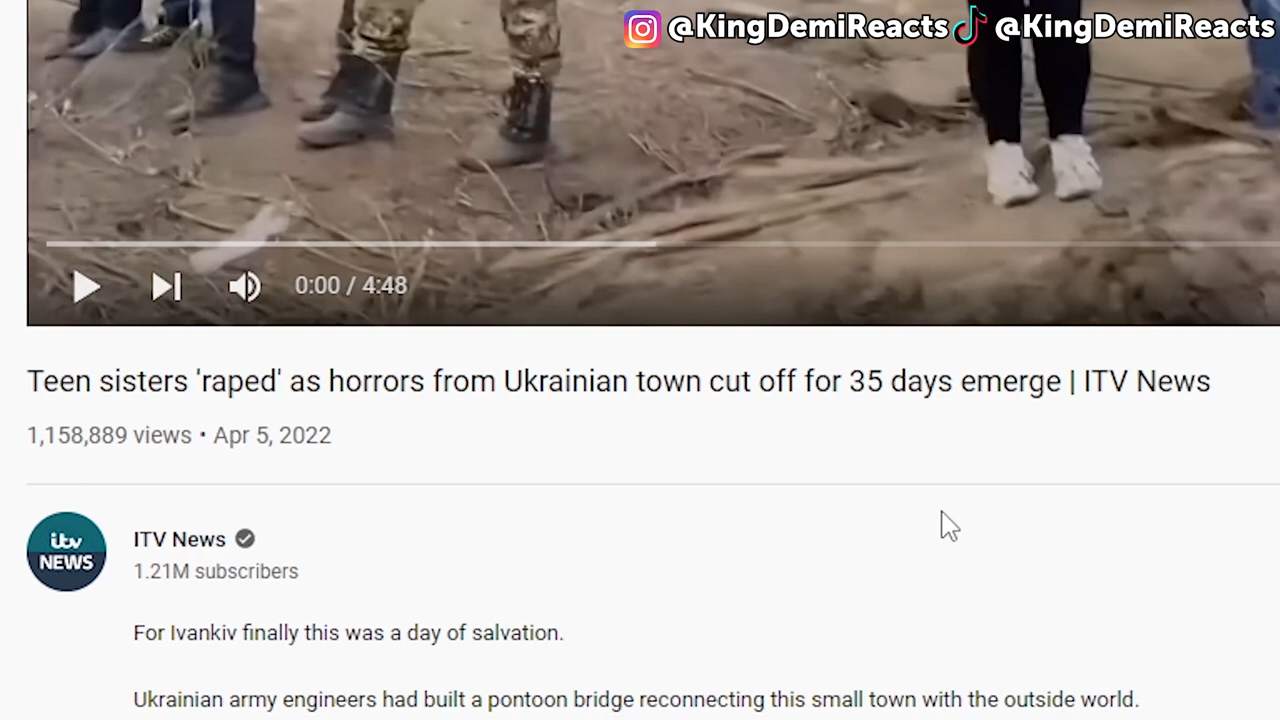 @KingDemiReacts @KingDemiReacts
0:00 / 4:48
Teen sisters 'raped' as horrors from Ukrainian town cut off for 35 days emerge | ITV News
1,158,889 views • Apr 5, 2022
itv
NEWS
ITV News
1.21M subscribers
For Ivankiv finally this was a day of salvation.
Ukrainian army engineers had built a pontoon bridge reconnecting this small town with the outside world.